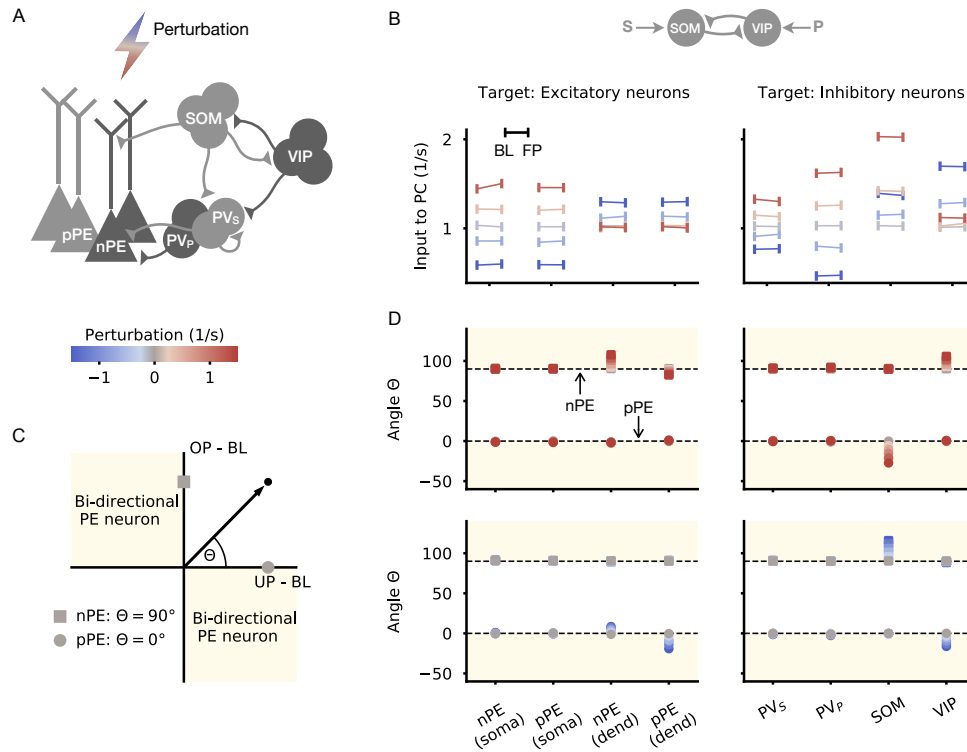 A
Perturbation
SOM
VIP
pPE
nPE
PVP
PVS
Perturbation (1/s)
−1
0
1
B
S
SOM
VIP
P
Target: Excitatory neurons
Target: Inhibitory neurons
Input to PC (1/s)
2
1
BL FP
C
OP - BL
Bi-directional
PE neuron
Θ
UP - BL
nPE: Θ = 90°
pPE: Θ = 0°
Bi-directional
PE neuron
D
Angle Θ
100
50
0
−50
nPE
pPE
Angle Θ
100
50
0
−50
nPE
(soma)
pPE
(soma)
nPE
(dend)
pPE
(dend)
PVS
PVP
SOM
VIP